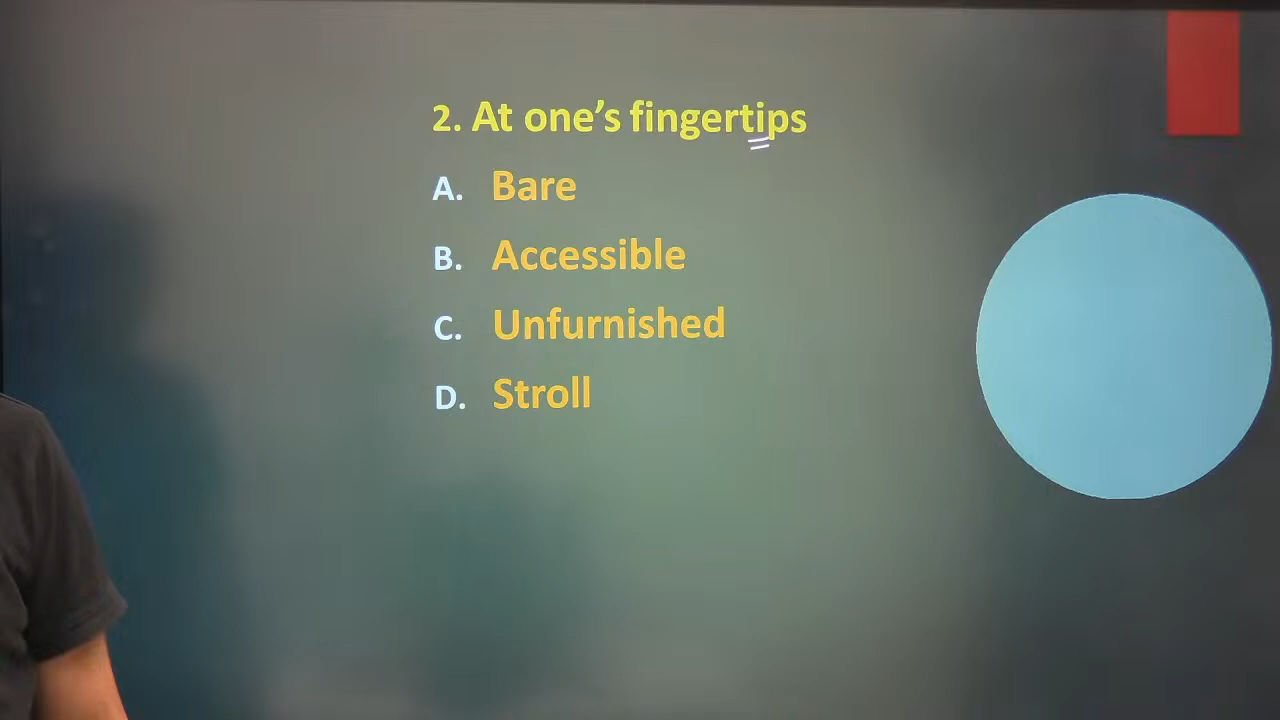 2. At one's fingertips
A. Bare
B. Accessible
C. Unfurnished
D. Stroll